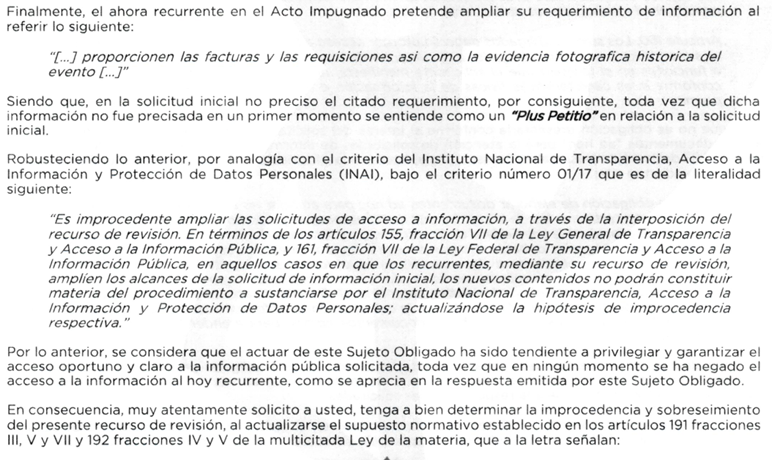 Finalmente, el ahora recurrente en el Acto Impugnado pretende ampliar su requerimiento de información al
referir lo siguiente:
"[...] proporcionen las facturas y las requisiciones asi como la evidencia fotografica historica del
evento [...]"
Siendo que, en la solicitud inicial no preciso el citado requerimiento, por consiguiente, toda vez que dicha
información no fue precisada en un primer momento se entiende como un "Plus Petitio" en relación a la solicitud
inicial.
Robusteciendo lo anterior, por analogía con el criterio del Instituto Nacional de Transparencia, Acceso a la
Información y Protección de Datos Personales (INAI), bajo el criterio número 01/17 que es de la literalidad
siguiente:
"Es improcedente ampliar las solicitudes de acceso a información, a través de la interposición del
recurso de revisión. En términos de los artículos 155, fracción VII de la Ley General de Transparencia
y Acceso a la Información Pública, y 161, fracción VII de la Ley Federal de Transparencia y Acceso a la
Información Pública, en aquellos casos en que los recurrentes, mediante su recurso de revisión,
amplíen los alcances de la solicitud de información inicial, los nuevos contenidos no podrán constituir
materia del procedimiento a sustanciarse por el Instituto Nacional de Transparencia, Acceso a la
Información y Protección de Datos Personales; actualizándose la hipótesis de improcedencia
respectiva."
Por lo anterior, se considera que el actuar de este Sujeto Obligado ha sido tendiente a privilegiar y garantizar el
acceso oportuno y claro a la información pública solicitada, toda vez que en ningún momento se ha negado el
acceso a la información al hoy recurrente, como se aprecia en la respuesta emitida por este Sujeto Obligado.
En consecuencia, muy atentamente solicito a usted, tenga a bien determinar la improcedencia y sobreseimiento
del presente recurso de revisión, al actualizarse el supuesto normativo establecido en los artículos 191 fracciones
III, V y VII y 192 fracciones IV y V de la multicitada Ley de la materia, que a la letra señalan: